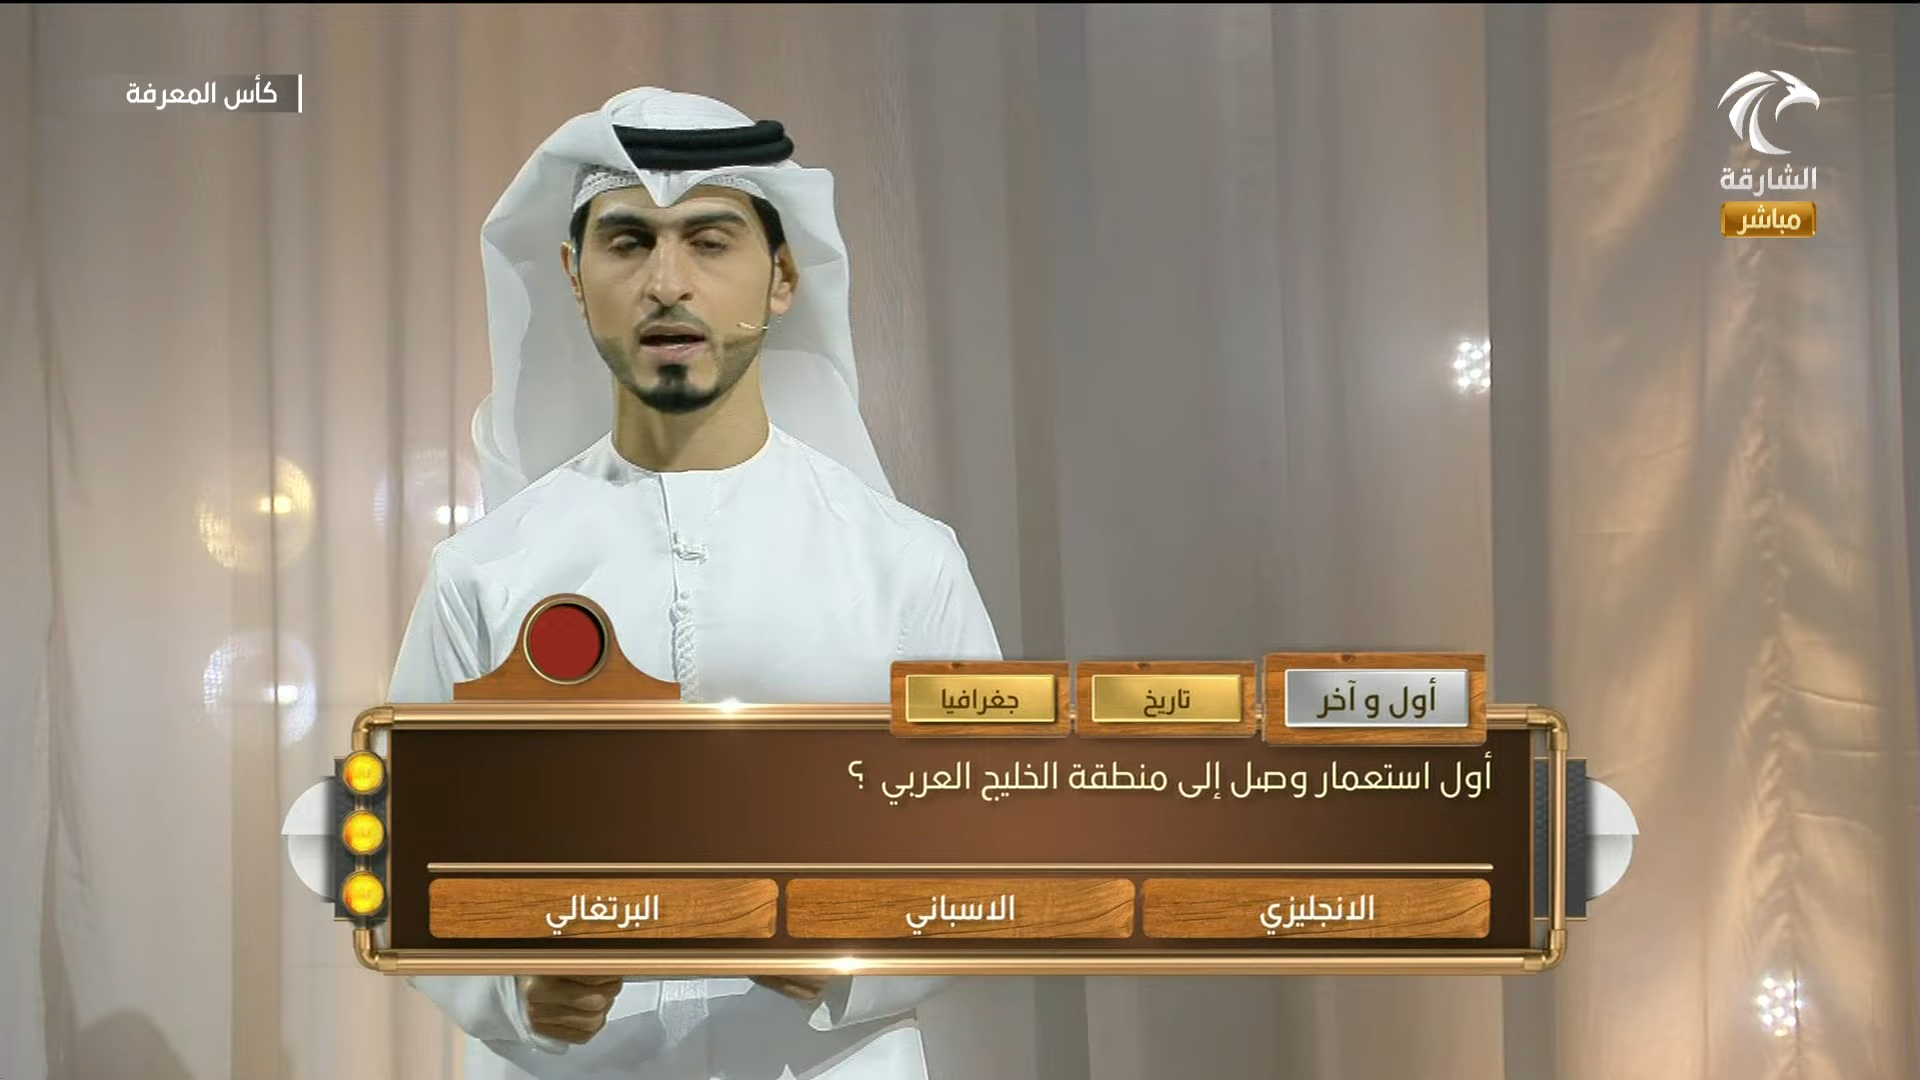 كأس المعرفة
الشارقة
مباشر
أول و آخر
تاريخ
جغرافيا
أول استعمار وصل إلى منطقة الخليج العربي ؟
الانجليزي
الاسباني
البرتغالي